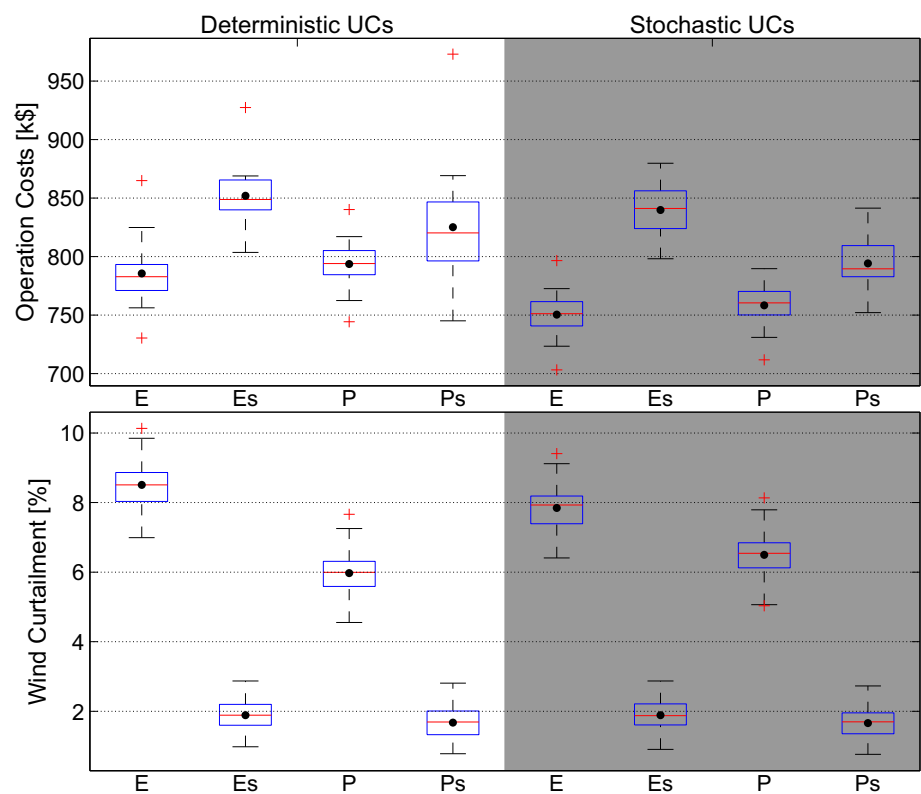 Deterministic UCs Stochastic UCs
Operation Costs [k$]
950
900
850
800
750
700
E Es P Ps E Es P Ps
Wind Curtailment [%]
10
8
6
4
2
E Es P Ps E Es P Ps